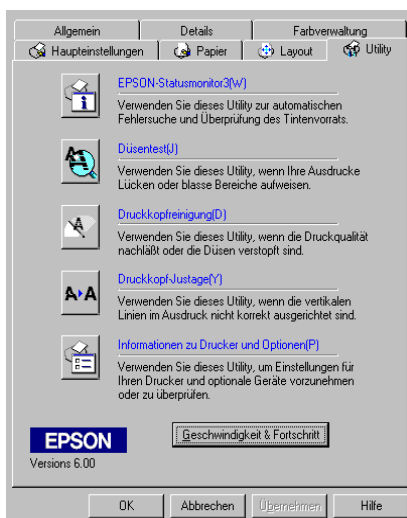 Allgemein Details Farbverwaltung
Haupteinstellungen Papier Layout Utility
EPSON-Statusmonitor3(W)
Verwenden Sie dieses Utility zur automatischen
Fehlersuche und Überprüfung des Tintenvorrats.
Düsentest(J)
Verwenden Sie dieses Utility, wenn Ihre Ausdrucke
Lücken oder blasse Bereiche aufweisen.
Druckkopfreinigung(D)
Verwenden Sie dieses Utility, wenn die Druckqualität
nachläßt oder die Düsen verstopft sind.
A▸A
Druckkopf-Justage(Y)
Verwenden Sie dieses Utility, wenn die vertikalen
Linien im Ausdruck nicht korrekt ausgerichtet sind.
Informationen zu Drucker und Optionen(P)
Verwenden Sie dieses Utility, um Einstellungen für
Ihren Drucker und optionale Geräte vorzunehmen
oder zu überprüfen.
EPSON
Geschwindigkeit & Fortschritt
Versions 6.00
OK Abbrechen Übernehmen Hilfe